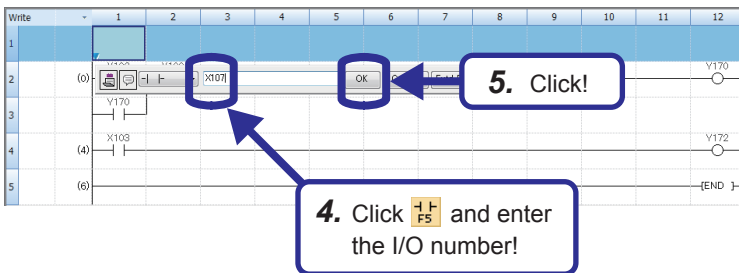 Write 1 2 3 4 5 6 7 8 9 10 11 12
1
X107 OK
5. Click!
2 (0) Y170
3 Y170
4 (4) X103 Y172
5 (6) [END ]
4. Click F5 and enter
the I/O number!